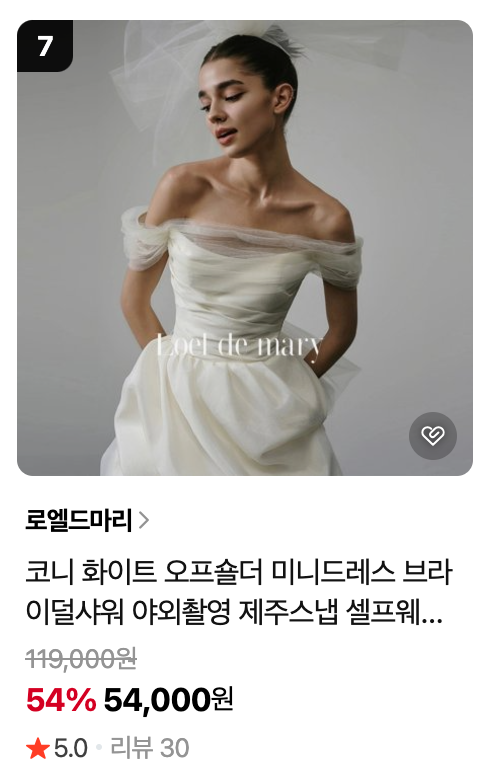 7
Loel de mary
로엘드마리
코니 화이트 오프숄더 미니드레스 브라
이덜샤워 야외촬영 제주스냅 셀프웨...
119,000원
54% 54,000원
5.0 리뷰 30